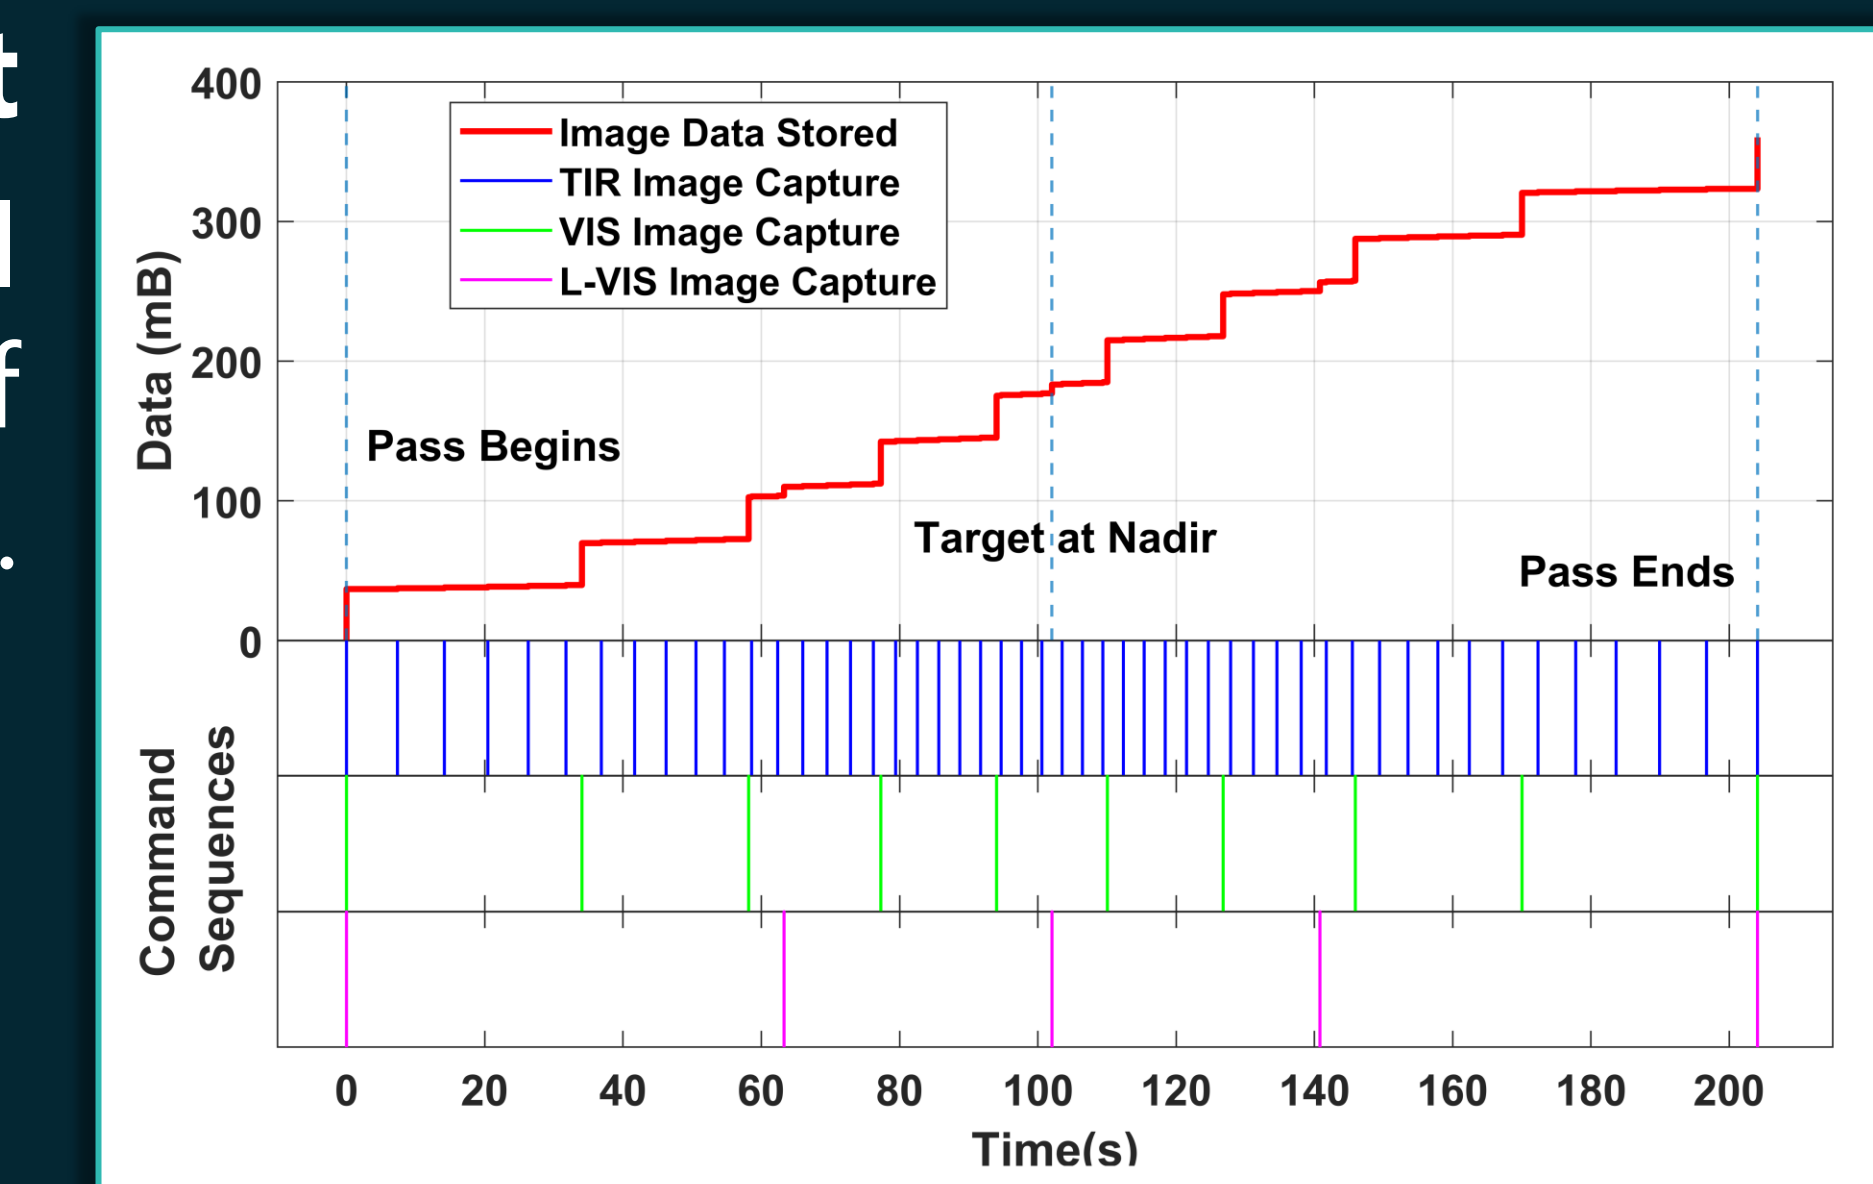 t
l
f
.
400
300
200
100
0
Data (mB)
Image Data Stored
TIR Image Capture
VIS Image Capture
L-VIS Image Capture
Pass Begins
Target at Nadir
Pass Ends
Command
Sequences
0 20 40 60 80 100 120 140 160 180 200
Time(s)